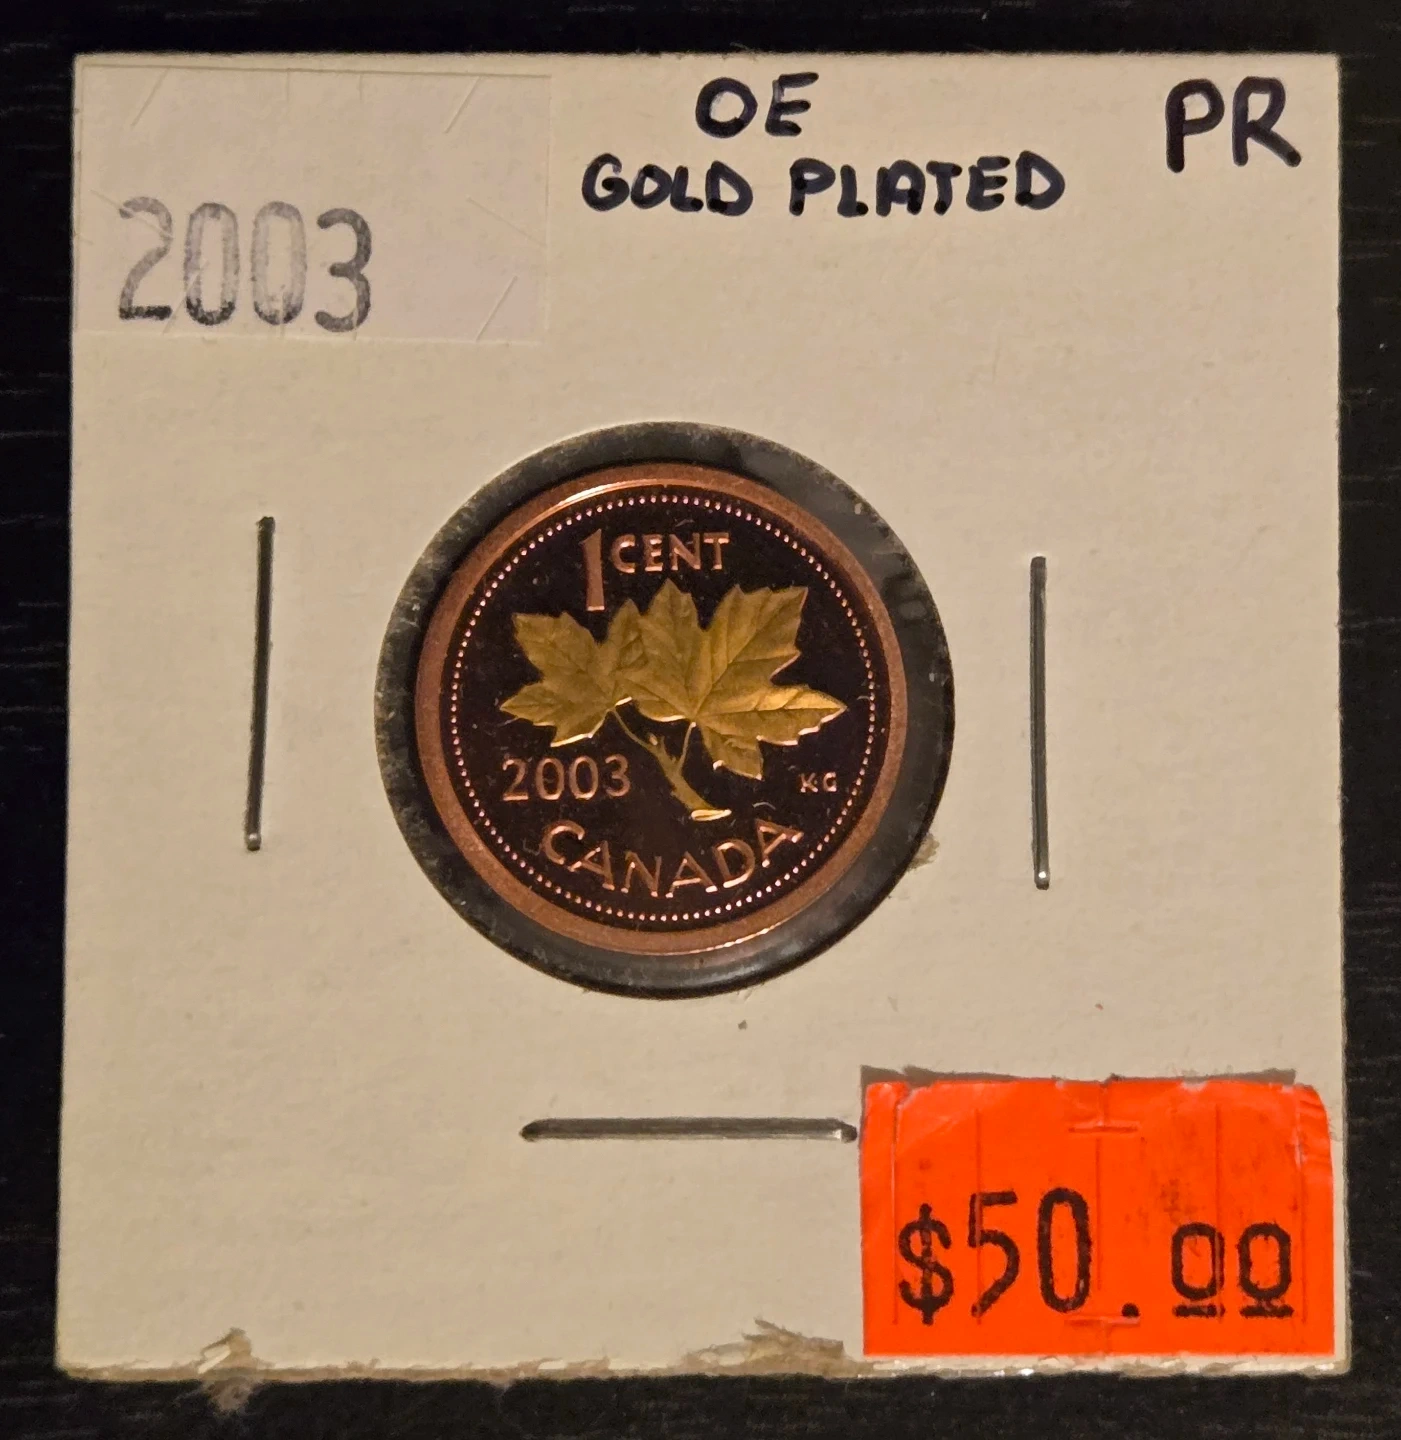 OE
GOLD PLATED
PR
2003
1 CENT
2003
KG
CANADA
$50.00